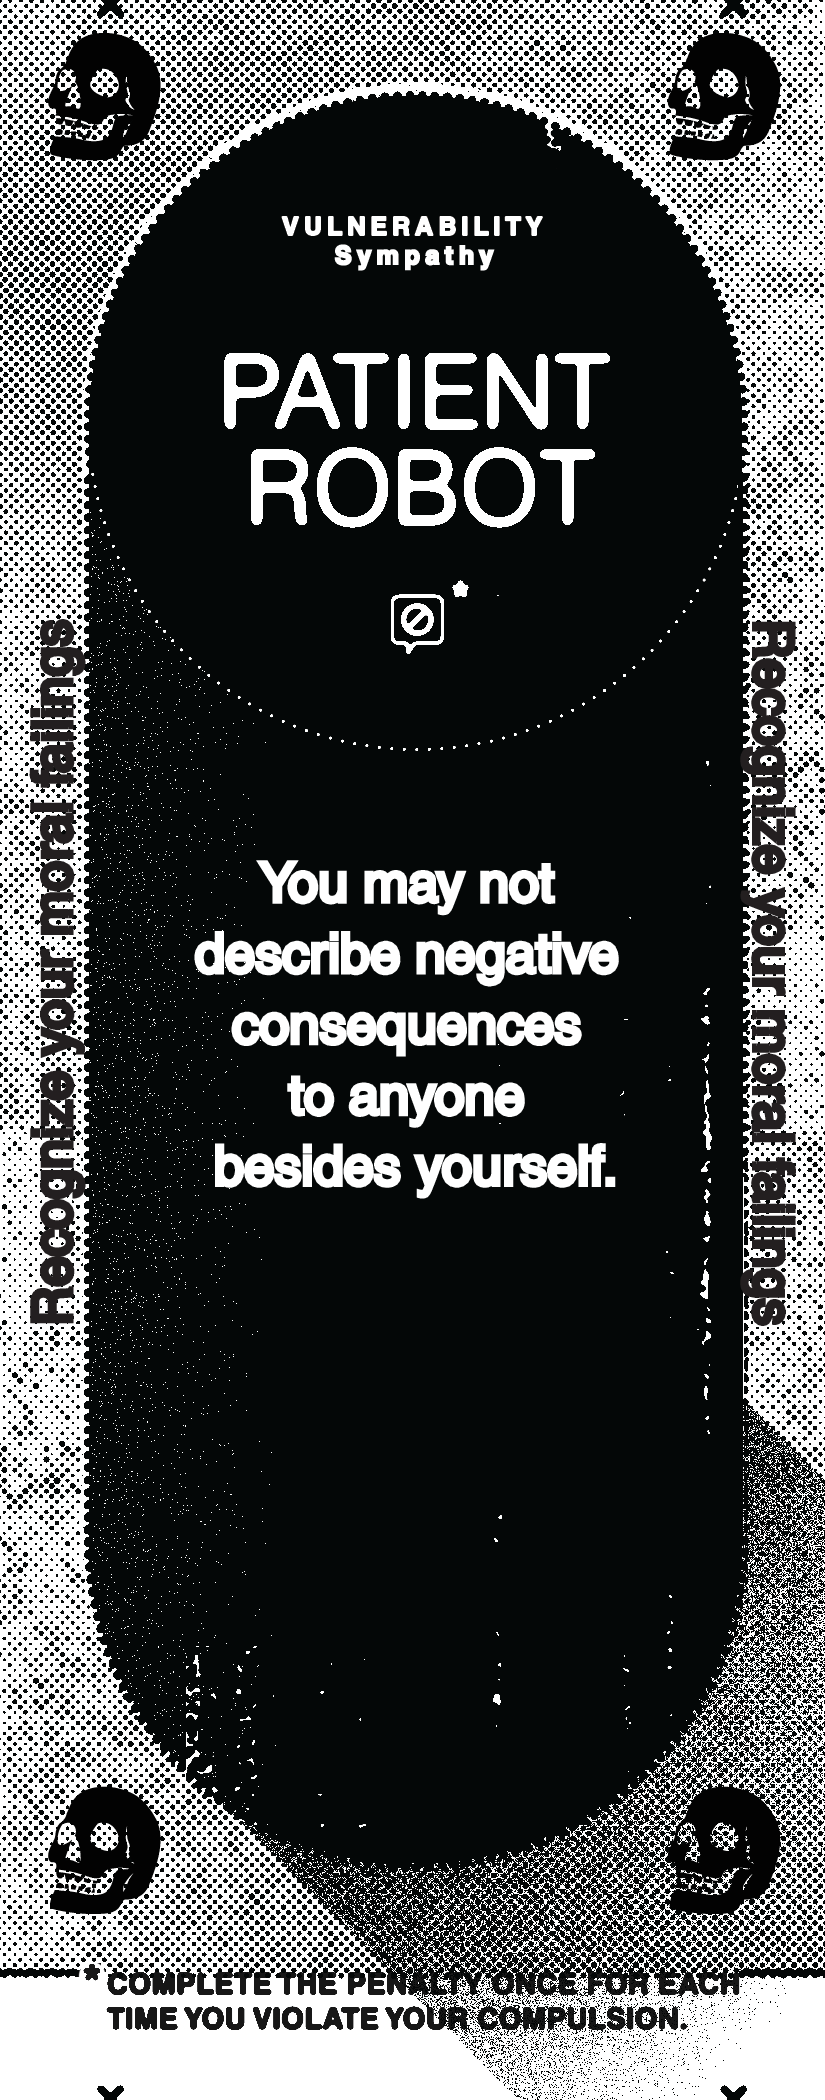 9 9
VULNERABILITY
Sympathy
PATIENT
ROBOT
*
Recognize your moral failings
Recognize your moral failings
You may not
describe negative
consequences
to anyone
besides yourself.
9 9
* COMPLETE THE PENALTY ONCE FOR EACH
TIME YOU VIOLATE YOUR COMPULSION.